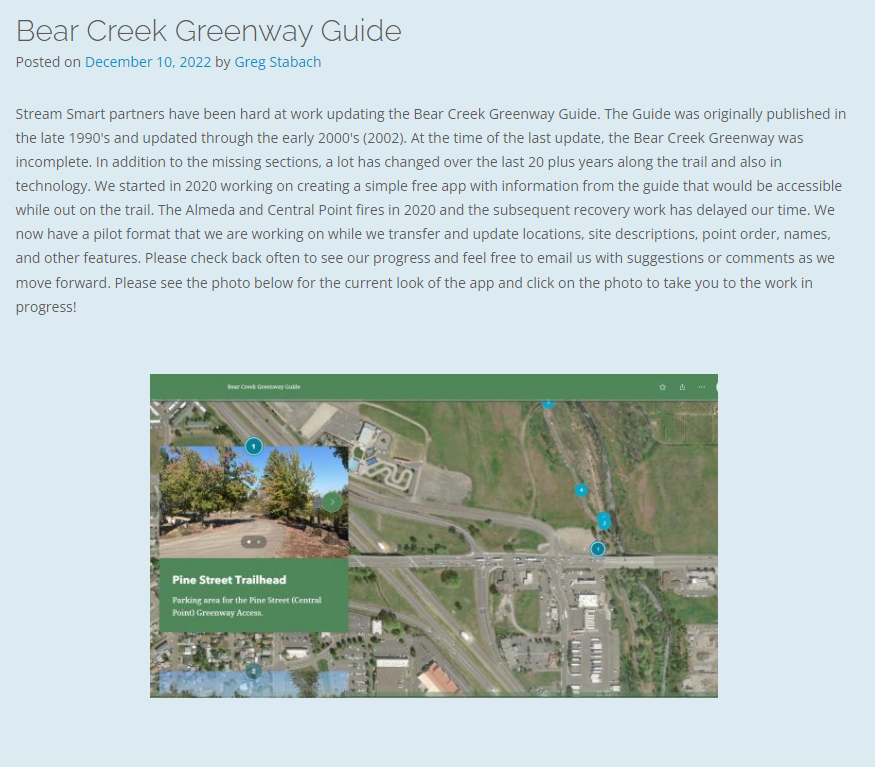 Bear Creek Greenway Guide
Posted on December 10, 2022 by Greg Stabach
Stream Smart partners have been hard at work updating the Bear Creek Greenway Guide. The Guide was originally published in
the late 1990's and updated through the early 2000's (2002). At the time of the last update, the Bear Creek Greenway was
incomplete. In addition to the missing sections, a lot has changed over the last 20 plus years along the trail and also in
technology. We started in 2020 working on creating a simple free app with information from the guide that would be accessible
while out on the trail. The Almeda and Central Point fires in 2020 and the subsequent recovery work has delayed our time. We
now have a pilot format that we are working on while we transfer and update locations, site descriptions, point order, names,
and other features. Please check back often to see our progress and feel free to email us with suggestions or comments as we
move forward. Please see the photo below for the current look of the app and click on the photo to take you to the work in
progress!
Bear Creek Greenway Guide
1
4
2
1
Pine Street Trailhead
Parking area for the Pine Street (Central
Point) Greenway Access.
2